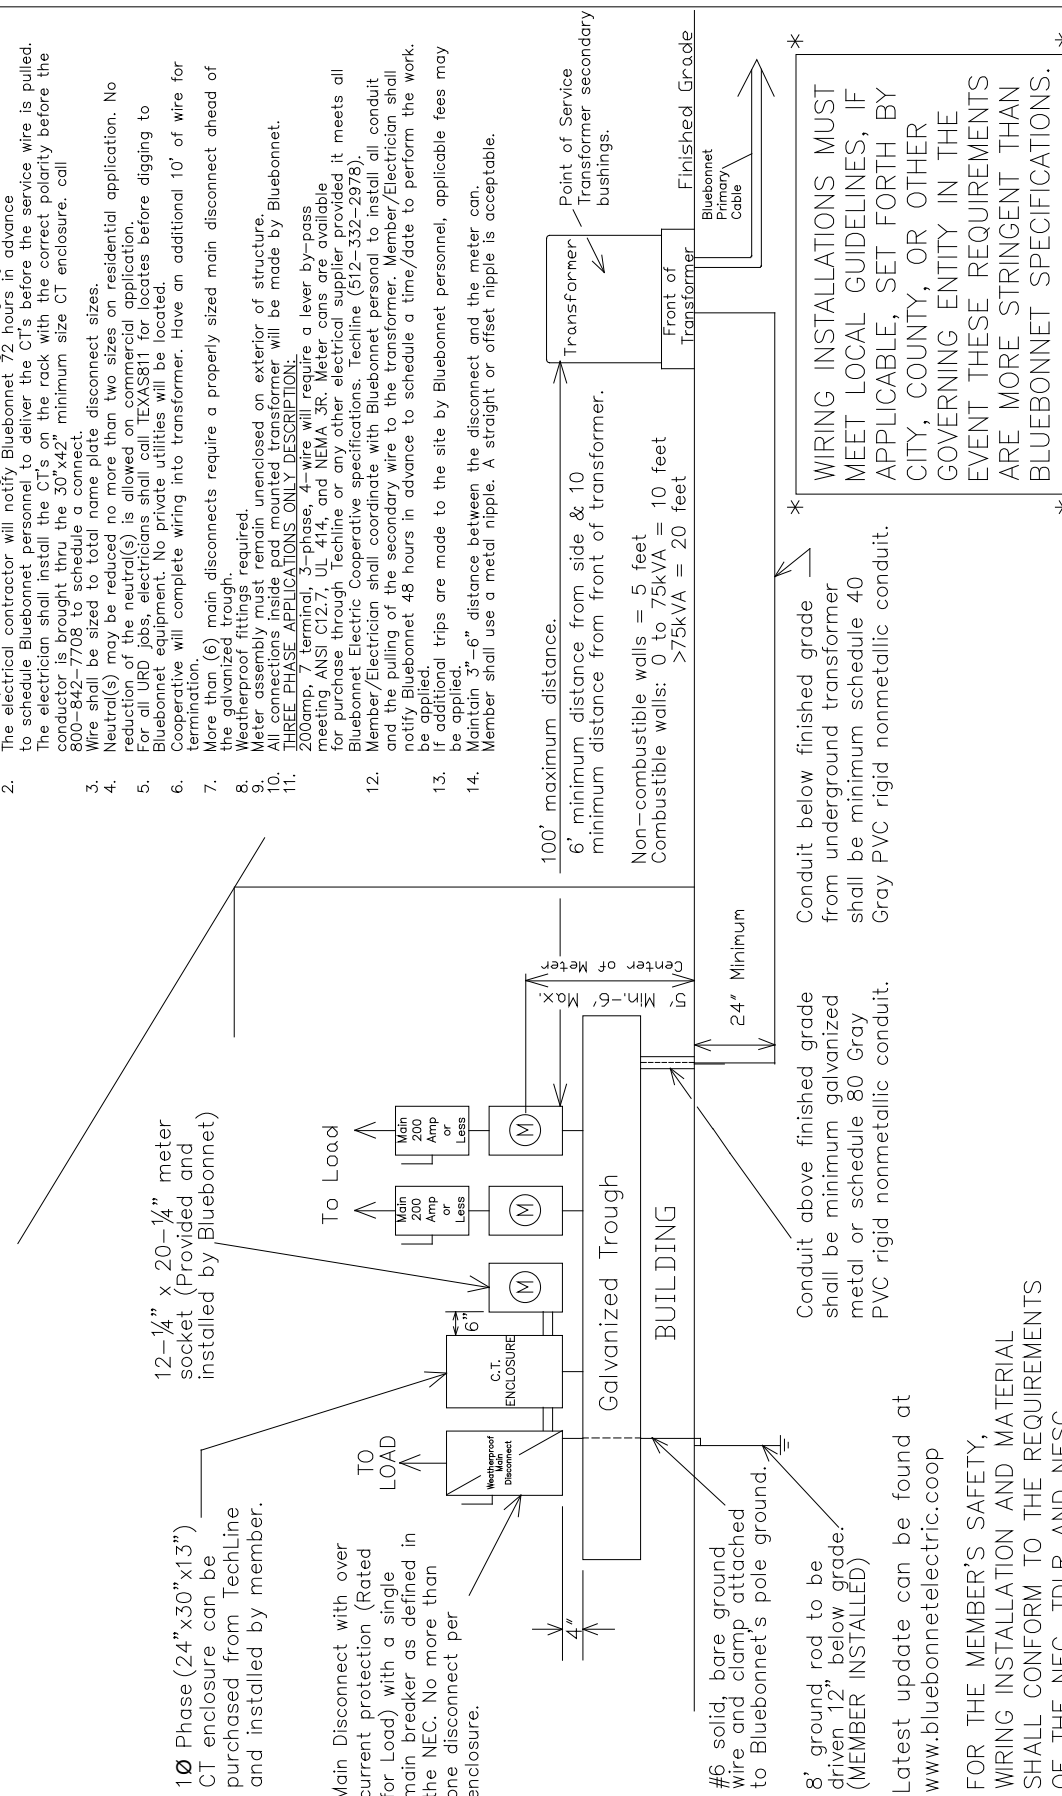 2. The electrical contractor will notify Bluebonnet 72 hours in advance
to schedule Bluebonnet personnel to deliver the CT's before the service wire is pulled.
The electrician shall install the CT's on the rack with the correct polarity before the
conductor is brought thru the 30"x42" minimum size CT enclosure. call
800-842-7708 to schedule a connect.
3. Wire shall be sized to total name plate disconnect sizes.
4. Neutral(s) may be reduced no more than two sizes on residential application. No
reduction of the neutral(s) is allowed on commercial application.
5. For all URD jobs, electricians shall call TEXAS811 for locates before digging to
Bluebonnet equipment. No private utilities will be located.
6. Cooperative will complete wiring into transformer. Have an additional 10' of wire for
termination.
7. More than (6) main disconnects require a properly sized main disconnect ahead of
the galvanized trough.
8. Weatherproof fittings required.
9. Meter assembly must remain unenclosed on exterior of structure.
10. All connections inside pad mounted transformer will be made by Bluebonnet.
11. THREE PHASE APPLICATIONS ONLY DESCRIPTION:
200amp, 7 terminal, 3-phase, 4-wire will require a lever by-pass
meeting ANSI C12.7, UL 414, and NEMA 3R. Meter cans are available
for purchase through Techline or any other electrical supplier provided it meets all
Bluebonnet Electric Cooperative specifications. Techline (512-332-2978).
12. Member/Electrician shall coordinate with Bluebonnet personal to install all conduit
and the pulling of the secondary wire to the transformer. Member/Electrician shall
notify Bluebonnet 48 hours in advance to schedule a time/date to perform the work.
be applied.
13. If additional trips are made to the site by Bluebonnet personnel, applicable fees may
be applied.
14. Maintain 3"-6" distance between the disconnect and the meter can.
Member shall use a metal nipple. A straight or offset nipple is acceptable.
1Ø Phase (24"x30"x13")
CT enclosure can be
purchased from TechLine
and installed by member.
12-¼" x 20-¼" meter
socket (Provided and
installed by Bluebonnet)
Main Disconnect with over
current protection (Rated
for Load) with a single
main breaker as defined in
the NEC. No more than
one disconnect per
enclosure.
TO
LOAD
To Load
Weatherproof
Main
Disconnect
C.T.
ENCLOSURE
6"
M
Main
200
Amp
or
Less
M
Main
200
Amp
or
Less
M
4"
Galvanized Trough
BUILDING
5' Min.-6' Max.
Center of Meter
100' maximum distance.
6' minimum distance from side & 10
minimum distance from front of transformer.
Non-combustible walls = 5 feet
Combustible walls: 0 to 75kVA = 10 feet
>75kVA = 20 feet
Transformer
Front of
Transformer
Point of Service
Transformer secondary
bushings.
Finished Grade
Bluebonnet
Primary
Cable
24" Minimum
#6 solid, bare ground
wire and clamp attached
to Bluebonnet's pole ground.
8' ground rod to be
driven 12" below grade.
(MEMBER INSTALLED)
Conduit above finished grade
shall be minimum galvanized
metal or schedule 80 Gray
PVC rigid nonmetallic conduit.
Conduit below finished grade
from underground transformer
shall be minimum schedule 40
Gray PVC rigid nonmetallic conduit.
* *
WIRING INSTALLATIONS MUST
MEET LOCAL GUIDELINES, IF
APPLICABLE, SET FORTH BY
CITY, COUNTY, OR OTHER
GOVERNING ENTITY IN THE
EVENT THESE REQUIREMENTS
ARE MORE STRINGENT THAN
BLUEBONNET SPECIFICATIONS.
* *
Latest update can be found at
www.bluebonnetelectric.coop
FOR THE MEMBER'S SAFETY,
WIRING INSTALLATION AND MATERIAL
SHALL CONFORM TO THE REQUIREMENTS
OF THE NEC, TDLR AND NESC